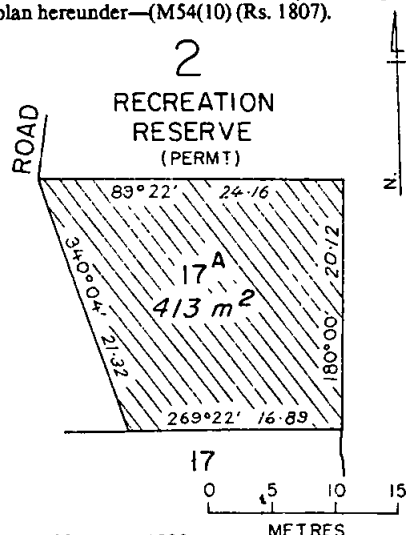 plan hereunder—(M54(10) (Rs. 1807).
2
RECREATION
RESERVE
(PERMT)
ROAD
N.
89°22' 24·16
340°04' 21·32
17A
413 m²
20·12
180°00'
269°22' 16·89
17
0 5 10 15
METRES